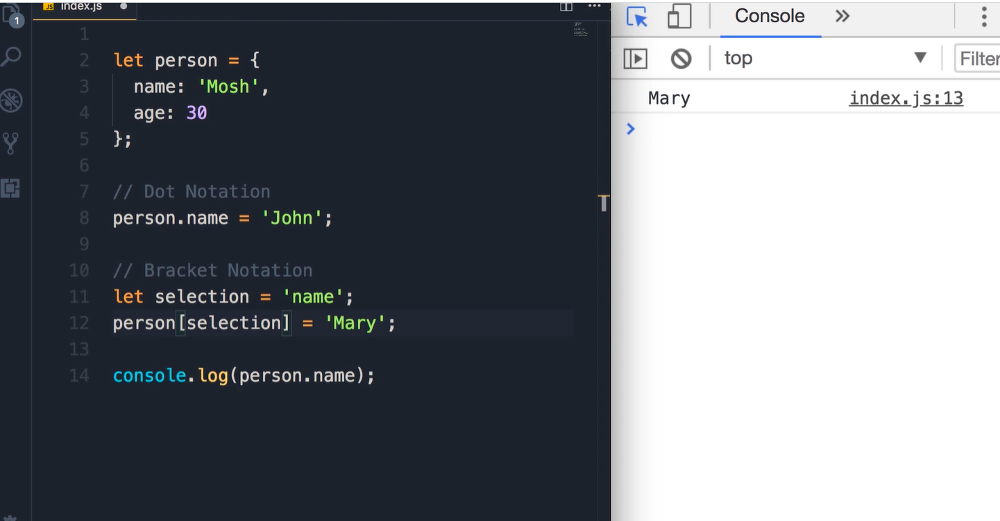 JS index.js
1
1
2 let person = {
3 name: 'Mosh',
4 age: 30
5 };
6
7 // Dot Notation
8 person.name = 'John';
9
10 // Bracket Notation
11 let selection = 'name';
12 person[selection] = 'Mary';
13
14 console.log(person.name);
Console
top Filter
Mary index.js:13